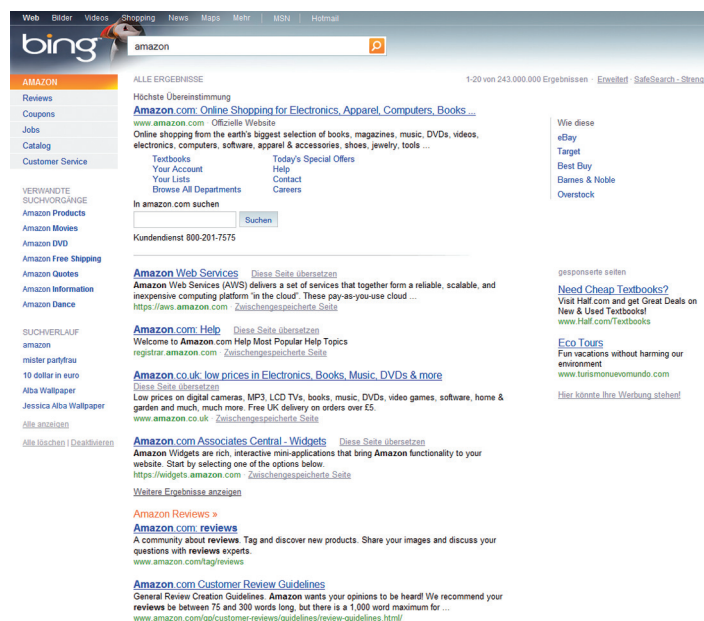 Web Bilder Videos Shopping News Maps Mehr | MSN | Hotmail
bing
amazon
AMAZON
Reviews
Coupons
Jobs
Catalog
Customer Service
VERWANDTE
SUCHVORGÄNGE
Amazon Products
Amazon Movies
Amazon DVD
Amazon Free Shipping
Amazon Quotes
Amazon Information
Amazon Dance
SUCHVERLAUF
amazon
mister partyfrau
10 dollar in euro
Alba Wallpaper
Jessica Alba Wallpaper
Alle anzeigen
Alle löschen | Deaktivieren
ALLE ERGEBNISSE
1-20 von 243.000.000 Ergebnissen · Erweitert · SafeSearch - Streng
Höchste Übereinstimmung
Amazon.com: Online Shopping for Electronics, Apparel, Computers, Books ...
www.amazon.com · Offizielle Website
Online shopping from the earth's biggest selection of books, magazines, music, DVDs, videos,
electronics, computers, software, apparel & accessories, shoes, jewelry, tools ...
Textbooks Today's Special Offers
Your Account Help
Your Lists Contact
Browse All Departments Careers
In amazon.com suchen
Suchen
Kundendienst 800-201-7575
Amazon Web Services Diese Seite übersetzen
Amazon Web Services (AWS) delivers a set of services that together form a reliable, scalable, and
inexpensive computing platform "in the cloud". These pay-as-you-use cloud ...
https://aws.amazon.com · Zwischengespeicherte Seite
Amazon.com: Help Diese Seite übersetzen
Welcome to Amazon.com Help Most Popular Help Topics
registrar.amazon.com · Zwischengespeicherte Seite
Amazon.co.uk: low prices in Electronics, Books, Music, DVDs & more
Diese Seite übersetzen
Low prices on digital cameras, MP3, LCD TVs, books, music, DVDs, video games, software, home &
garden and much, much more. Free UK delivery on orders over £5.
www.amazon.co.uk · Zwischengespeicherte Seite
Amazon.com Associates Central - Widgets Diese Seite übersetzen
Amazon Widgets are rich, interactive mini-applications that bring Amazon functionality to your
website. Start by selecting one of the options below.
https://widgets.amazon.com · Zwischengespeicherte Seite
Weitere Ergebnisse anzeigen
Amazon Reviews »
Amazon.com: reviews
A community about reviews. Tag and discover new products. Share your images and discuss your
questions with reviews experts.
www.amazon.com/tag/reviews
Amazon.com Customer Review Guidelines
General Review Creation Guidelines. Amazon wants your opinions to be heard! We recommend your
reviews be between 75 and 300 words long, but there is a 1,000 word maximum for ...
www.amazon.com/gp/customer-reviews/guidelines/review-guidelines.html/
Wie diese
eBay
Target
Best Buy
Barnes & Noble
Overstock
gesponserte seiten
Need Cheap Textbooks?
Visit Half.com and get Great Deals on
New & Used Textbooks!
www.Half.com/Textbooks
Eco Tours
Fun vacations without harming our
environment
www.turismonuevomundo.com
Hier könnte Ihre Werbung stehen!